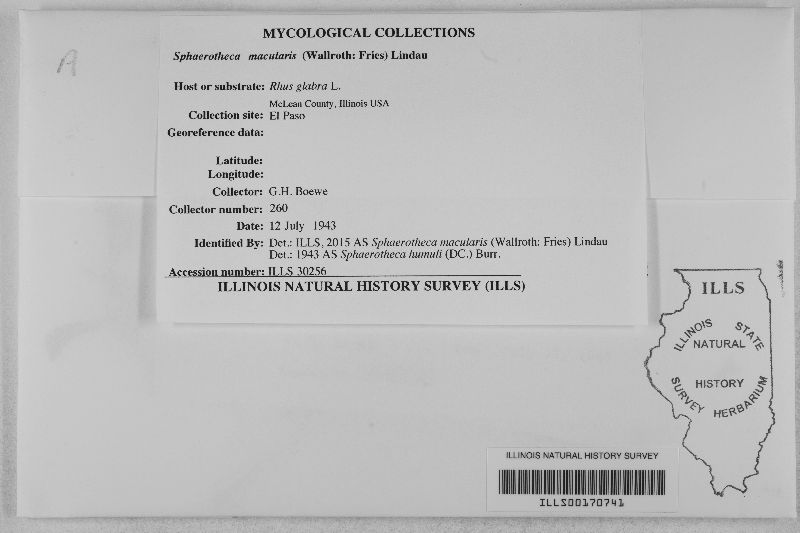 A
MYCOLOGICAL COLLECTIONS
Sphaerotheca macularis (Wallroth: Fries) Lindau
Host or substrate: Rhus glabra L.
McLean County, Illinois USA
Collection site: El Paso
Georeference data:
Latitude:
Longitude:
Collector: G.H. Boewe
Collector number: 260
Date: 12 July 1943
Identified By: Det.: ILLS, 2015 AS Sphaerotheca macularis (Wallroth: Fries) Lindau
Det.: 1943 AS Sphaerotheca humuli (DC.) Burr.
Accession number: ILLS 30256
ILLINOIS NATURAL HISTORY SURVEY (ILLS)
ILLS
ILLINOIS STATE
NATURAL
HISTORY
SURVEY HERBARIUM
ILLINOIS NATURAL HISTORY SURVEY
ILLS00170741